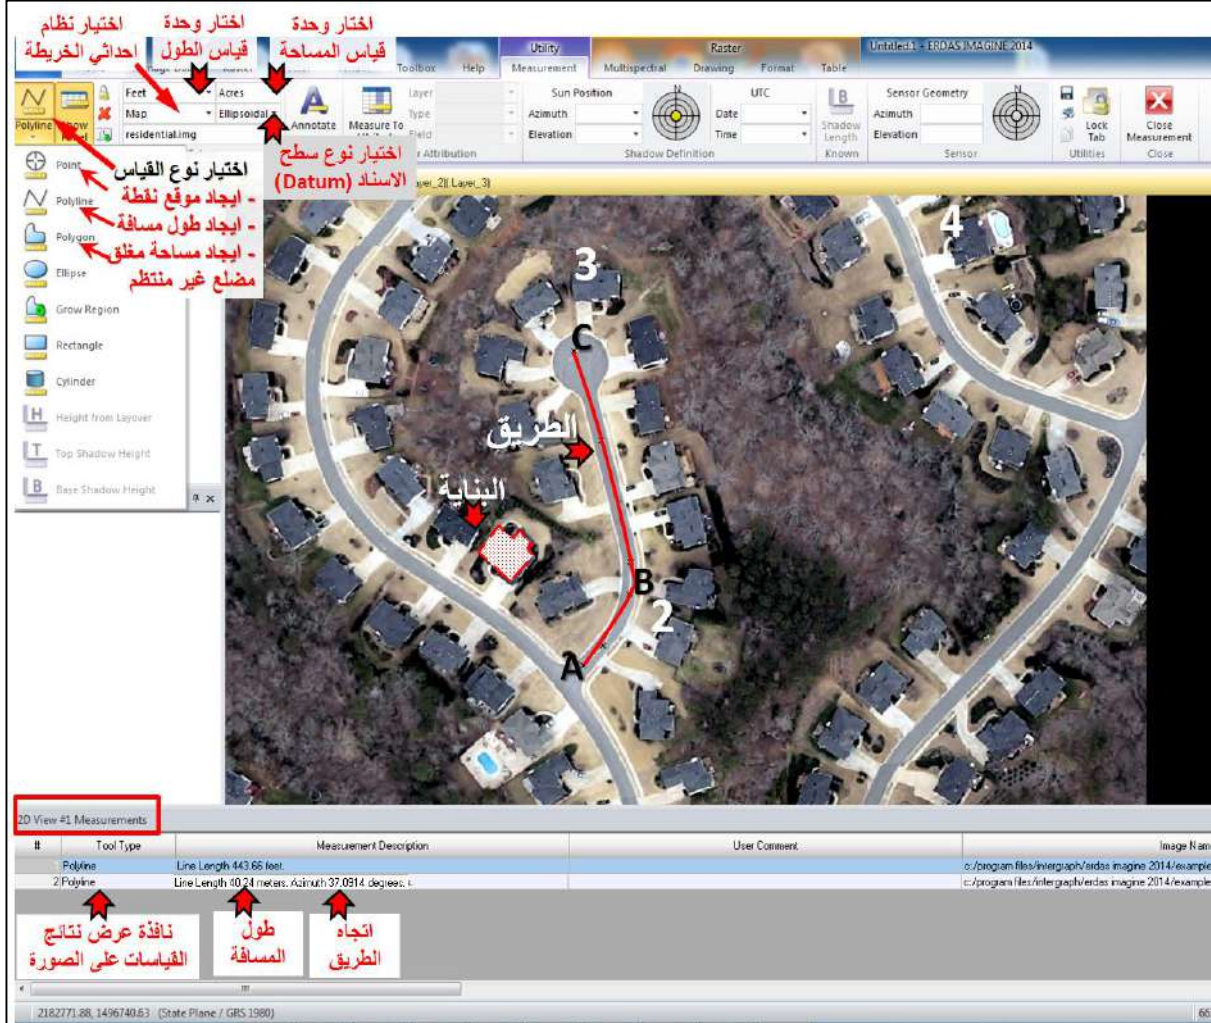 اختيار نظام
احداثي الخريطة
اختار وحدة
قياس الطول
اختار وحدة
قياس المساحة
Utility
Raster
Untitled:1 - ERDAS IMAGINE 2014
Toolbox
Help
Measurement
Multispectral
Drawing
Format
Table
Polyline
Feet
Acres
Map
Ellipsoidal
residential.img
Annotate
Measure To
Layer
Type
Field
Attribution
Sun Position
Azimuth
Elevation
UTC
Date
Time
Shadow Definition
Shadow
Length
Known
Sensor Geometry
Azimuth
Elevation
Sensor
Lock
Tab
Utilities
Close
Measurement
Close
اختيار نوع سطح
الاسناد (Datum)
اختيار نوع القياس
- ايجاد موقع نقطة
- ايجاد طول مسافة
- ايجاد مساحة مغلق
مضلع غير منتظم
Point
Polyline
Polygon
Ellipse
Grow Region
Rectangle
Cylinder
Height from Layover
Top Shadow Height
Base Shadow Height
ayer_2)(Layer_3)
4
3
C
الطريق
البناية
B
2
A
2D View #1 Measurements
# Tool Type Measurement Description User Comment Image Nam
Polyline Line Length 443.66 feet. c:/program files/intergraph/erdas imagine 2014/example
2 Polyline Line Length 40.24 meters. Azimuth 37.0914 degrees. c:/program files/intergraph/erdas imagine 2014/example
نافذة عرض نتائج
القياسات على الصورة
طول
المسافة
اتجاه
الطريق
2182771.88, 1496740.63 (State Plane / GRS 1980)